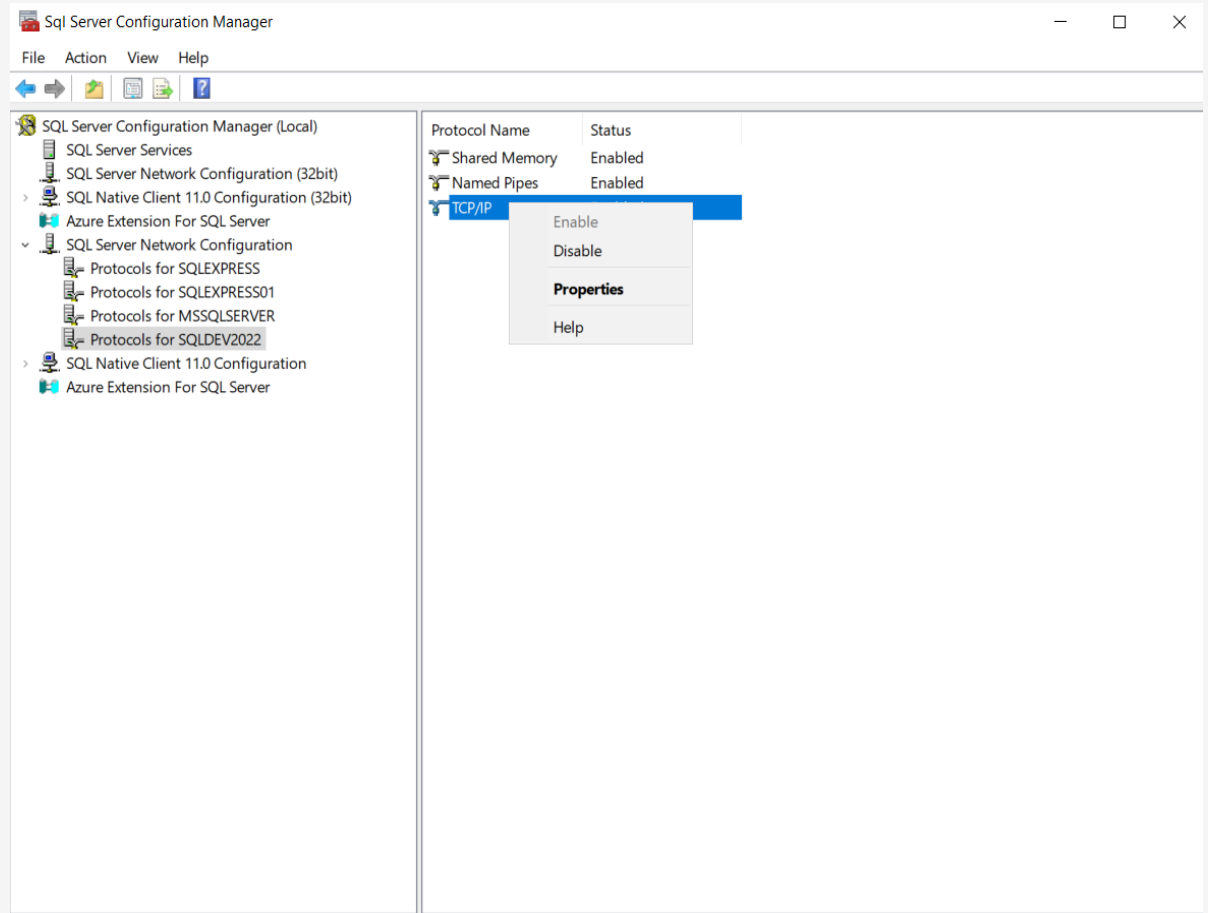 Sql Server Configuration Manager
File Action View Help
SQL Server Configuration Manager (Local)
SQL Server Services
SQL Server Network Configuration (32bit)
SQL Native Client 11.0 Configuration (32bit)
Azure Extension For SQL Server
SQL Server Network Configuration
Protocols for SQLEXPRESS
Protocols for SQLEXPRESS01
Protocols for MSSQLSERVER
Protocols for SQLDEV2022
SQL Native Client 11.0 Configuration
Azure Extension For SQL Server
Protocol Name Status
Shared Memory Enabled
Named Pipes Enabled
TCP/IP
Enable
Disable
Properties
Help